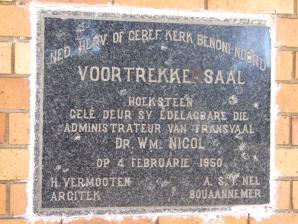 NED. HERV. OF GEREF. KERK BENONI-NOORD
VOORTREKKER SAAL
HOEKSTEEN
GELÊ DEUR SY EDELAGBARE DIE
ADMINISTRATEUR VAN TRANSVAAL
DR. WM. NICOL
OP 4 FEBRUARIE 1950
H. VERMOOTEN
ARGITEK
A. S. T. NEL
BOUAANNEMER